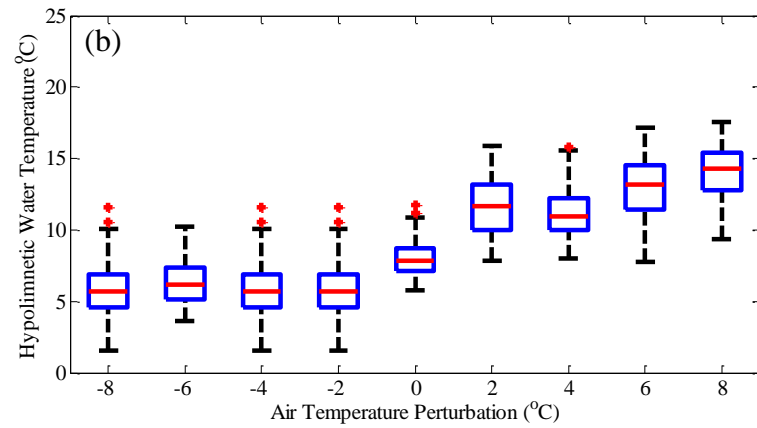 (b)
Hypolimnetic Water Temperature (°C)
25
20
15
10
5
0
-8 -6 -4 -2 0 2 4 6 8
Air Temperature Perturbation (°C)